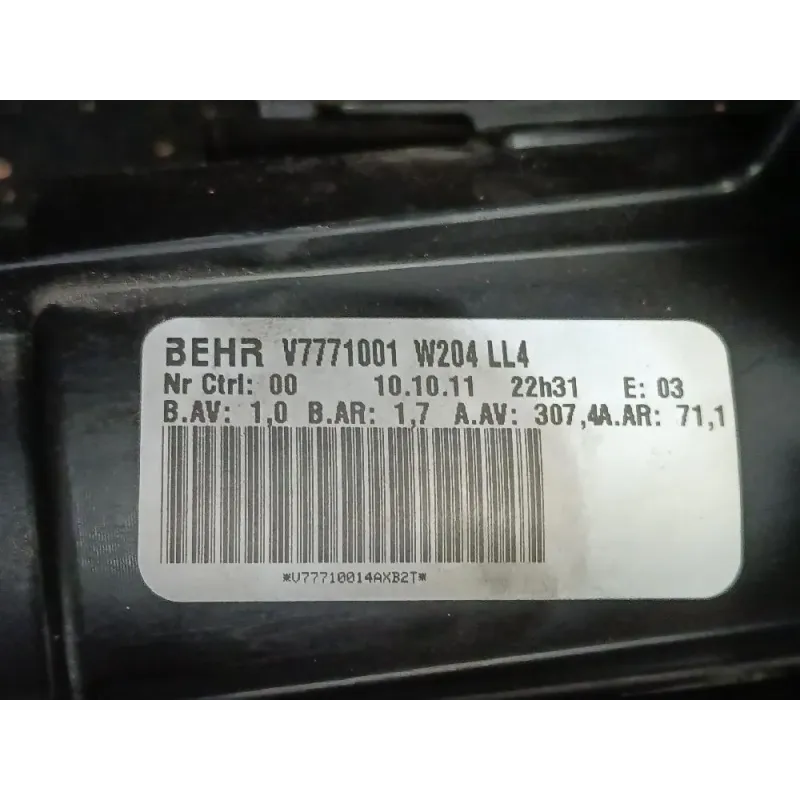 BEHR V7771001 W204 LL4
Nr Ctrl: 00 10.10.11 22h31 E: 03
B.AV: 1,0 B.AR: 1,7 A.AV: 307,4A.AR: 71,1
*V77710014AXB2T*